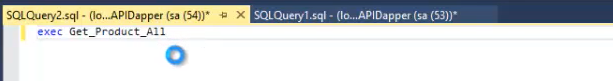 SQLQuery2.sql - (lo...APIDapper (sa (54))* SQLQuery1.sql - (lo...APIDapper (sa (53))*
exec Get_Product_All